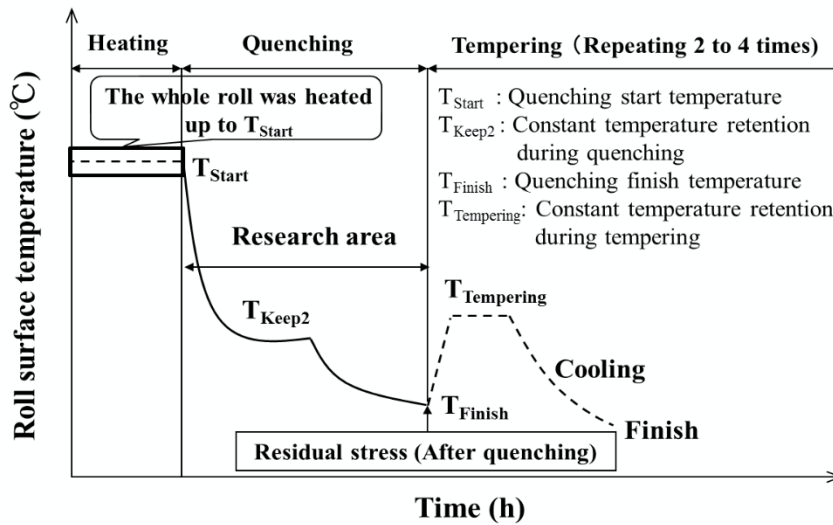 Heating
Quenching
Tempering（Repeating 2 to 4 times)
The whole roll was heated
up to TStart
TStart : Quenching start temperature
TKeep2 : Constant temperature retention
during quenching
TFinish : Quenching finish temperature
TTempering: Constant temperature retention
during tempering
TStart
Research area
TKeep2
TTempering
Cooling
TFinish
Finish
Residual stress (After quenching)
Roll surface temperature (℃)
Time (h)